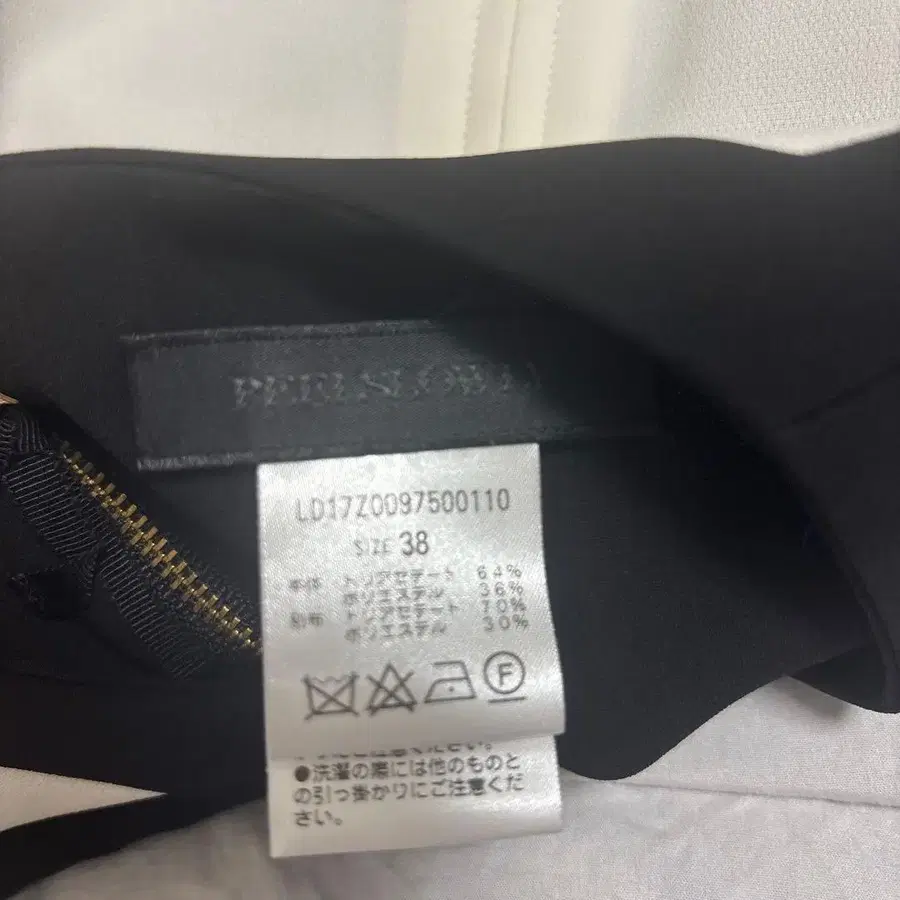 LD17Z0097500110
SIZE 38
本体 トリアセテート 64%
ポリエステル 36%
別布 トリアセテート 70%
ポリエステル 30%
F
●洗濯の際には他のものと
の引っ掛かりにご注意くだ
さい。